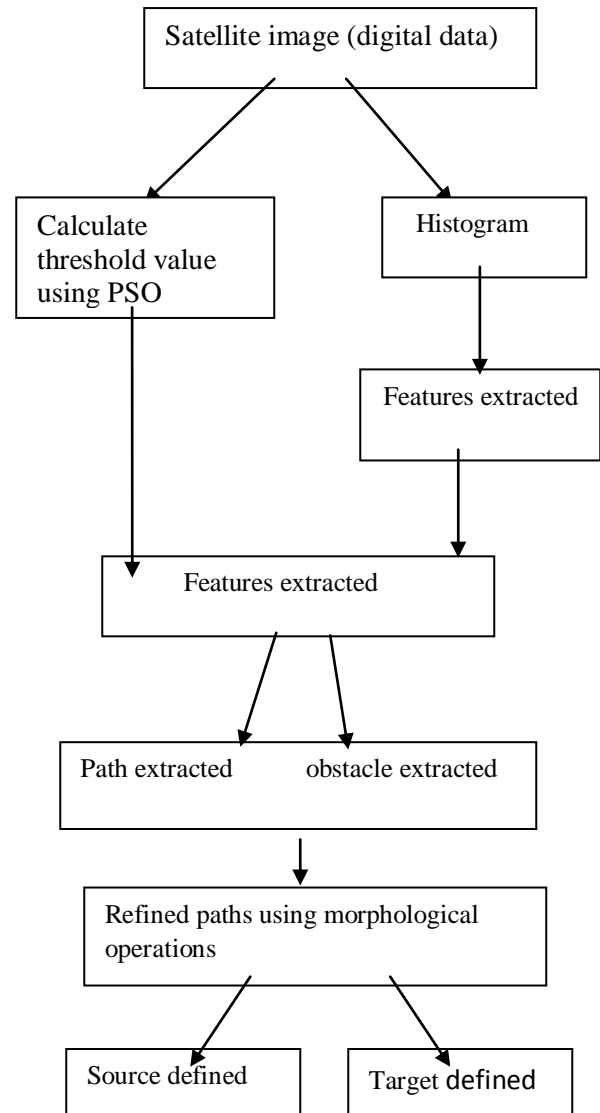 Satellite image (digital data)
Calculate
threshold value
using PSO
Histogram
Features extracted
Features extracted
Path extracted obstacle extracted
Refined paths using morphological
operations
Source defined
Target defined